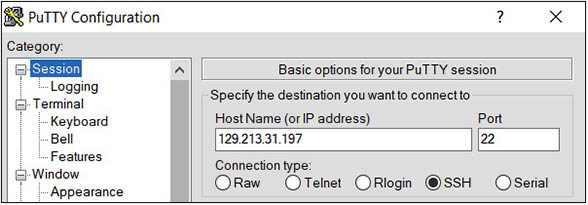 PuTTY Configuration
?
Category:
Session
Logging
Terminal
Keyboard
Bell
Features
Window
Appearance
Basic options for your PuTTY session
Specify the destination you want to connect to
Host Name (or IP address) Port
129.213.31.197 22
Connection type:
Raw Telnet Rlogin SSH Serial